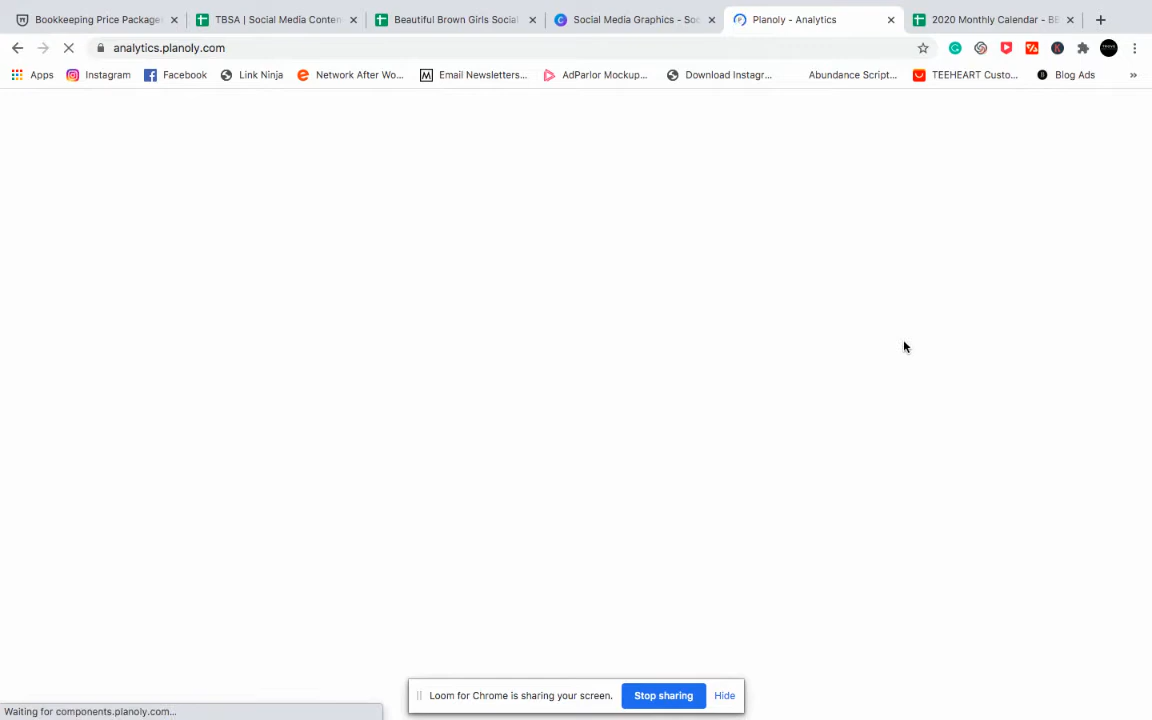 Bookkeeping Price Package
TBSA | Social Media Conten
Beautiful Brown Girls Social
Social Media Graphics - Soc
Planoly - Analytics
2020 Monthly Calendar - BB
analytics.planoly.com
Apps
Instagram
Facebook
Link Ninja
Network After Wo...
Email Newsletters...
AdParlor Mockup...
Download Instagr...
Abundance Script...
TEEHEART Custo...
Blog Ads
»
Loom for Chrome is sharing your screen.
Stop sharing
Hide
Waiting for components.planoly.com...